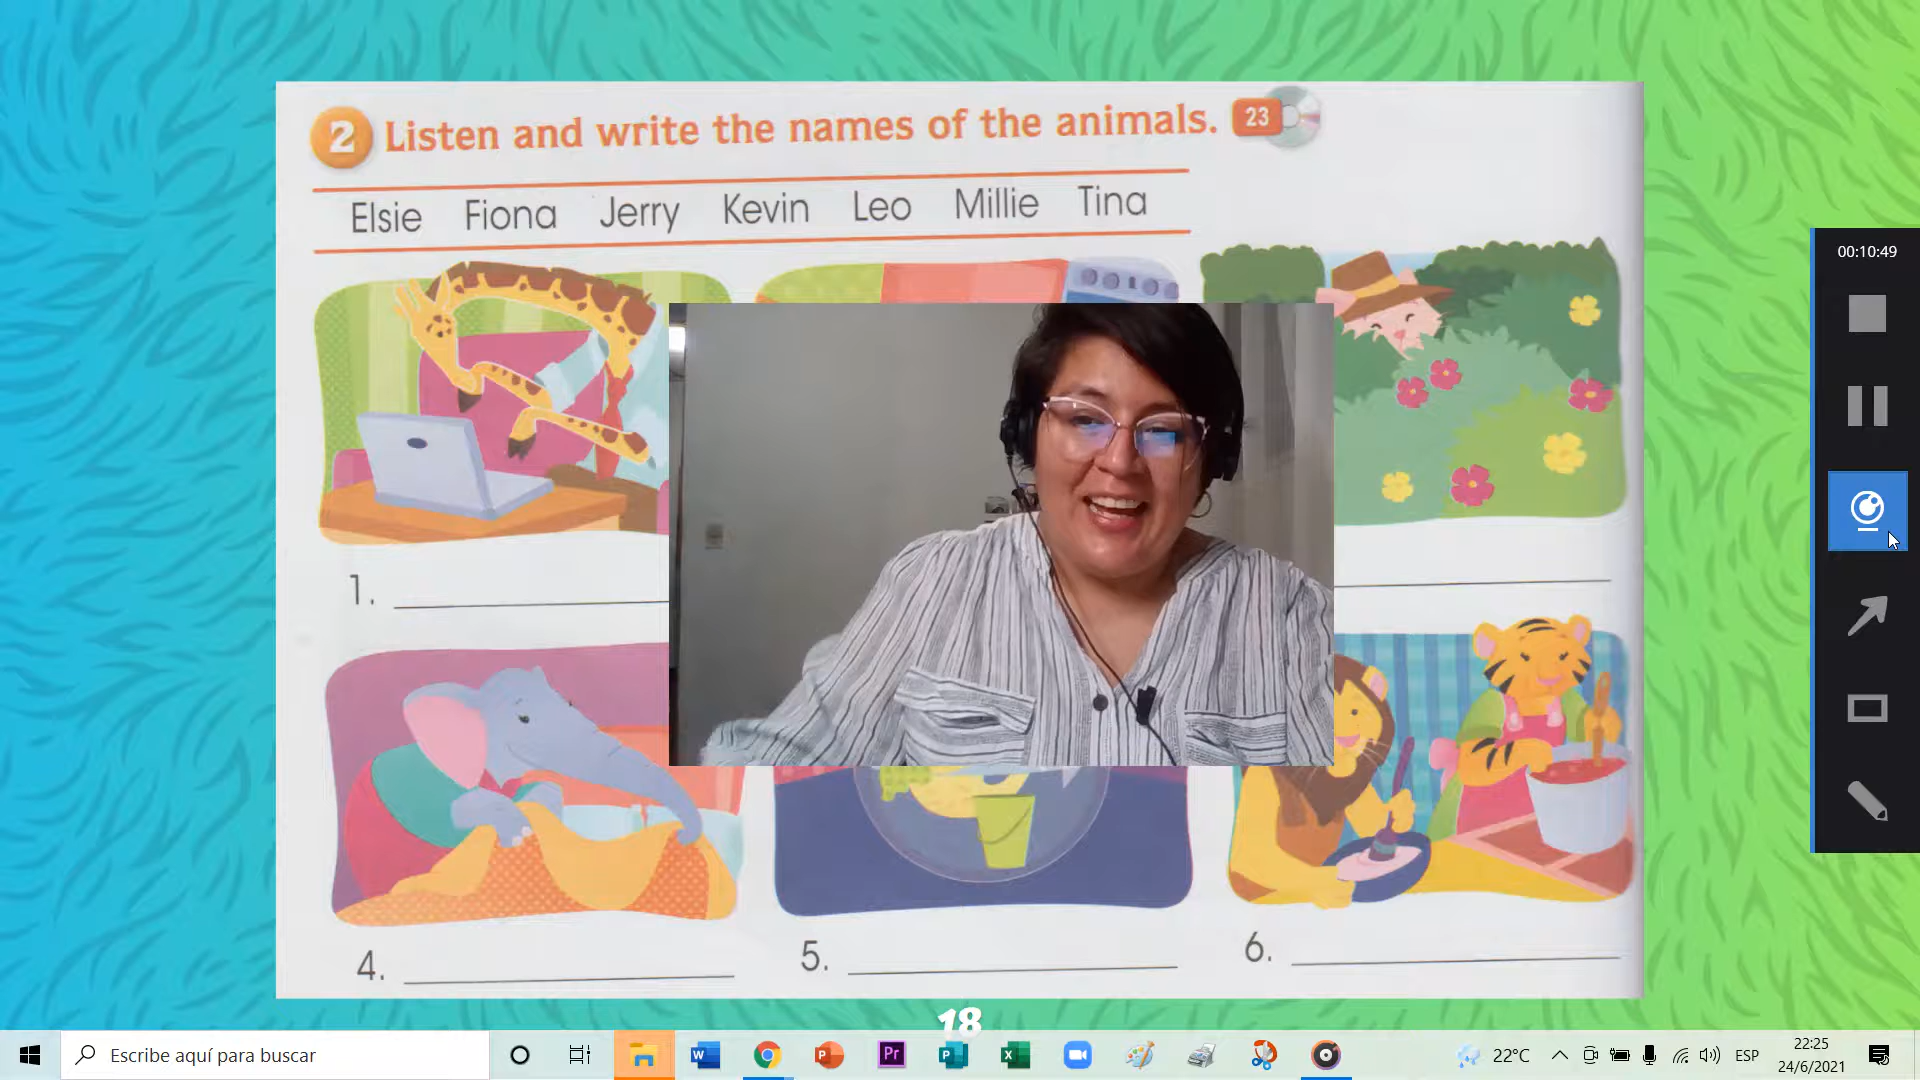 2 Listen and write the names of the animals. 23
Elsie Fiona Jerry Kevin Leo Millie Tina
1.
4. 5. 6.
18
00:10:49
Escribe aquí para buscar
22°C ESP 22:25
24/6/2021